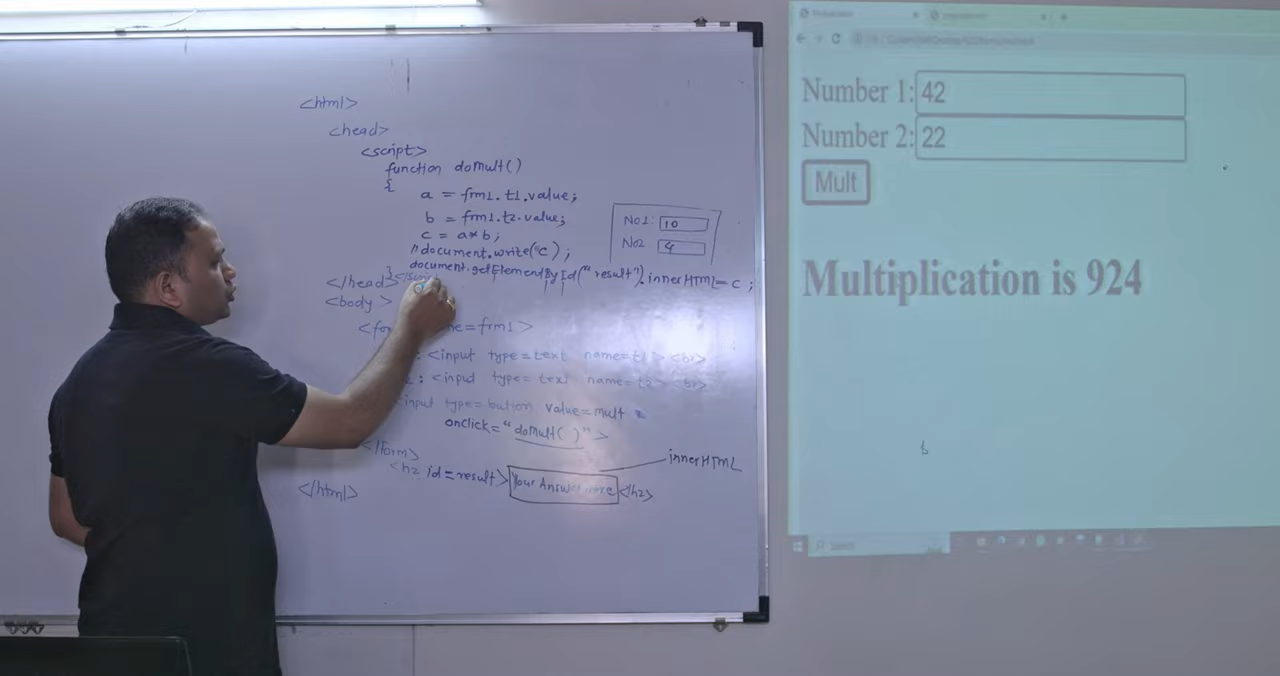 <html>
<head>
<script>
function domult()
{
a = frm1.t1.value;
b = frm1.t2.value;
c = a*b;
//document.write("c);
document.getElementById("result").innerHTML=c;
}</script
</head>
<body>
=frm1>
: <input type=text name=t1><br>
: <input type=text name=t2><br>
input type=button value=mult
onclick="domult( )">
</form>
<h2 id=result>Your Answer </h2>
innerHTML
</html>
No1: 10
No2 4
Number 1: 42
Number 2: 22
Mult
Multiplication is 924